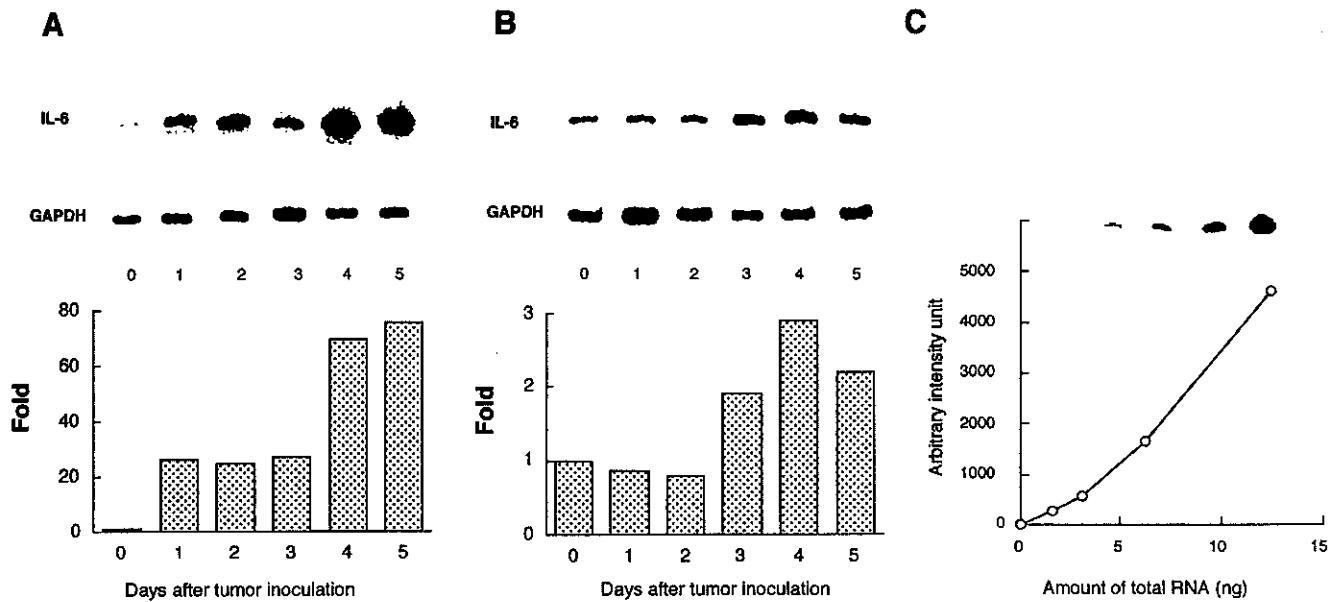 A
IL-6
GAPDH
0 1 2 3 4 5
80
60
40
20
0
Fold
0 1 2 3 4 5
Days after tumor inoculation
B
IL-6
GAPDH
0 1 2 3 4 5
3
2
1
0
Fold
0 1 2 3 4 5
Days after tumor inoculation
C
5000
4000
3000
2000
1000
0
Arbitrary intensity unit
0 5 10 15
Amount of total RNA (ng)